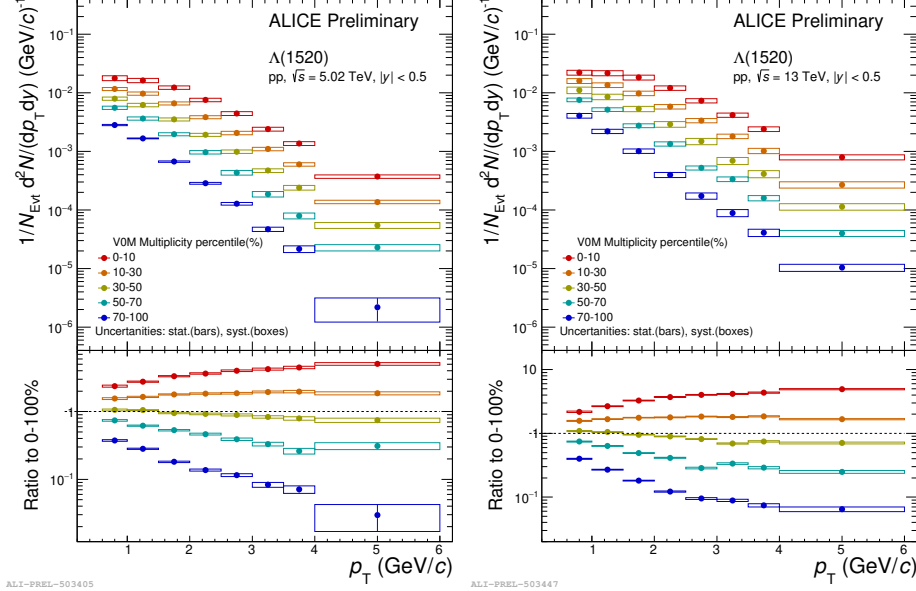 1/N_Evt d²N/(dp_T dy) (GeV/c)⁻¹
10⁻¹
10⁻²
10⁻³
10⁻⁴
10⁻⁵
10⁻⁶
ALICE Preliminary
Λ(1520)
pp, √s = 5.02 TeV, |y| < 0.5
V0M Multiplicity percentile(%)
0-10
10-30
30-50
50-70
70-100
Uncertanities: stat.(bars), syst.(boxes)
Ratio to 0-100%
1
10⁻¹
1 2 3 4 5 6
p_T (GeV/c)
ALI-PREL-503405
1/N_Evt d²N/(dp_T dy) (GeV/c)⁻¹
10⁻¹
10⁻²
10⁻³
10⁻⁴
10⁻⁵
10⁻⁶
ALICE Preliminary
Λ(1520)
pp, √s = 13 TeV, |y| < 0.5
V0M Multiplicity percentile(%)
0-10
10-30
30-50
50-70
70-100
Uncertanities: stat.(bars), syst.(boxes)
Ratio to 0-100%
10
1
10⁻¹
1 2 3 4 5 6
p_T (GeV/c)
ALI-PREL-503447